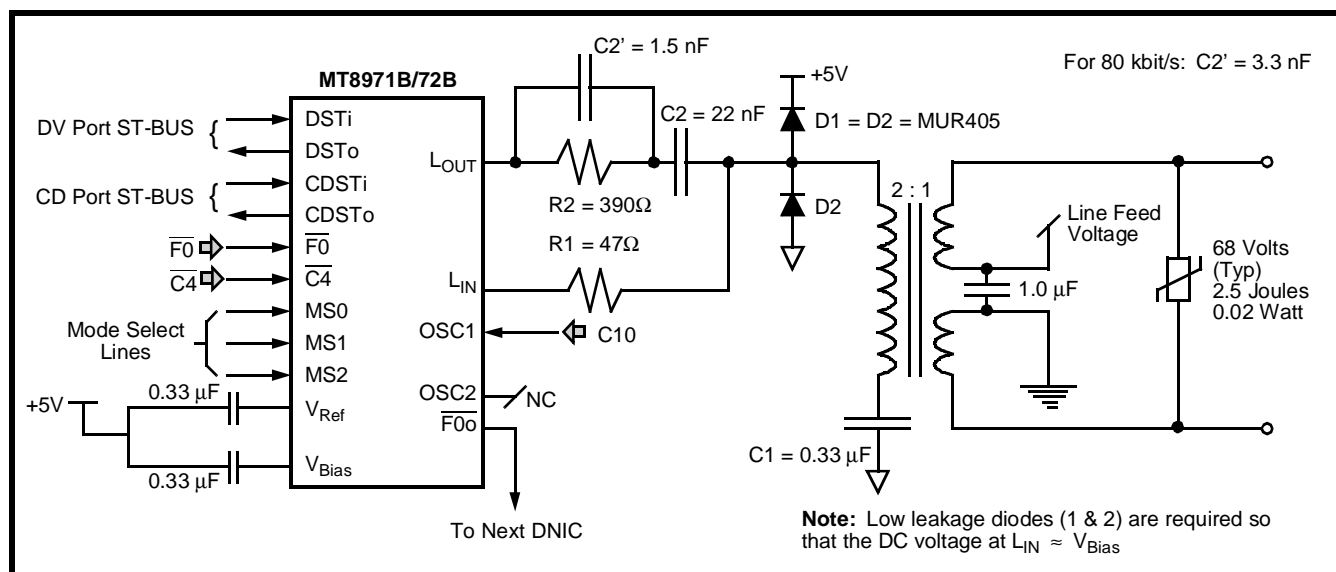 C2' = 1.5 nF
For 80 kbit/s: C2' = 3.3 nF
MT8971B/72B
+5V
C2 = 22 nF
D1 = D2 = MUR405
DV Port ST-BUS {
DSTi
DSTo
LOUT
CD Port ST-BUS {
CDSTi
CDSTo
R2 = 390Ω
D2
2 : 1
Line Feed
Voltage
F̅0̅
F̅0̅
R1 = 47Ω
68 Volts
(Typ)
2.5 Joules
0.02 Watt
C̅4̅
C̅4̅
LIN
1.0 µF
Mode Select
Lines
MS0
MS1
MS2
OSC1
C10
OSC2
NC
+5V
0.33 µF
VRef
F̅0̅o̅
0.33 µF
VBias
C1 = 0.33 µF
To Next DNIC
Note: Low leakage diodes (1 & 2) are required so
that the DC voltage at LIN ≈ VBias